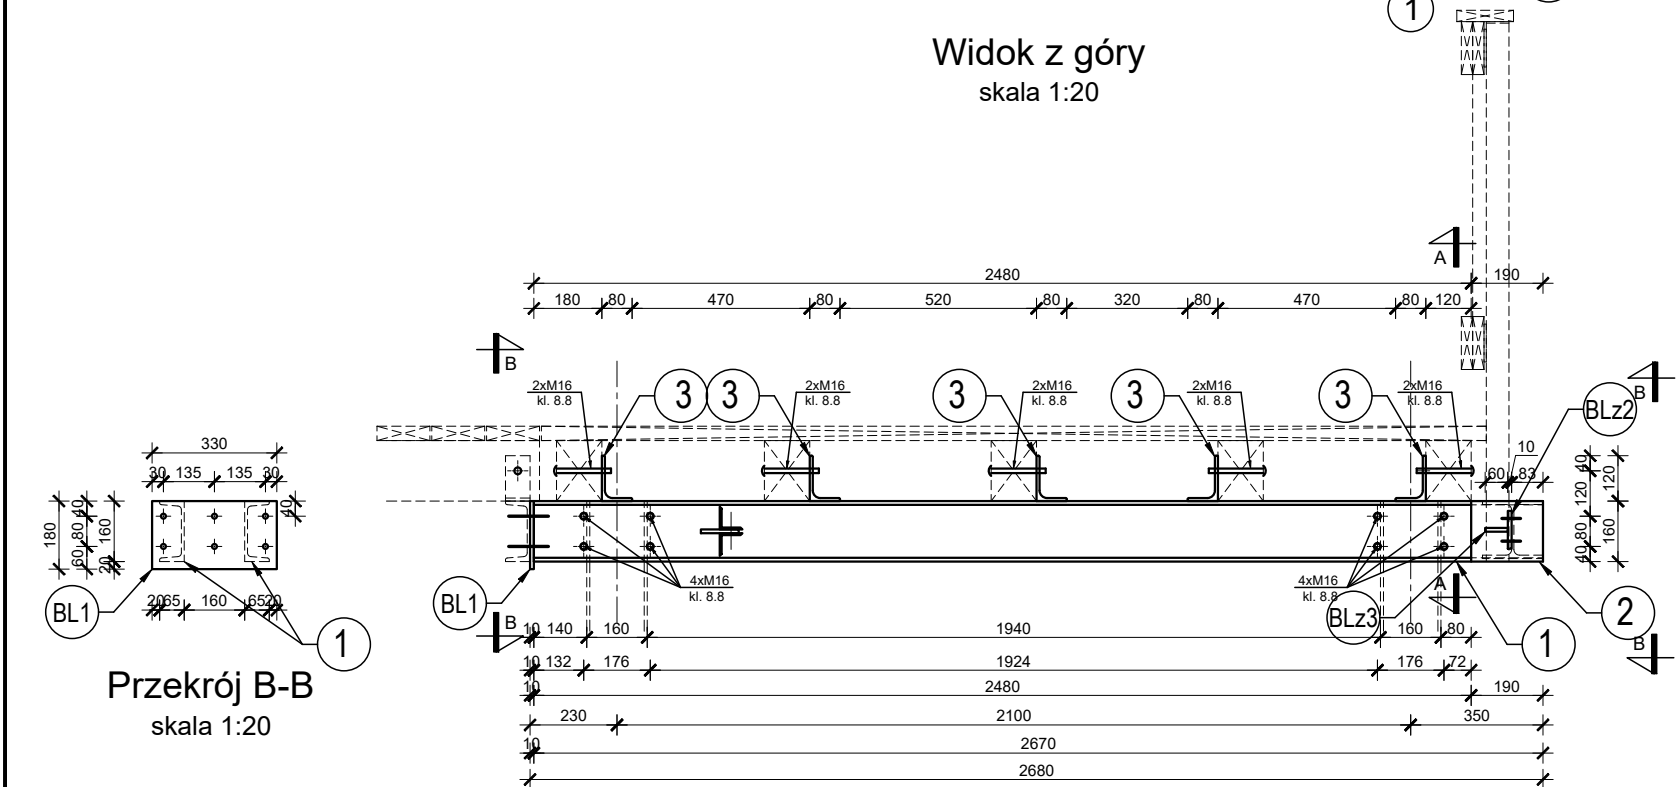 1
Widok z góry
skala 1:20
A
2480 190
180 80 470 80 520 80 320 80 470 80 120
B
B
2xM16
kl. 8.8
3
3
2xM16
kl. 8.8
3
2xM16
kl. 8.8
3
2xM16
kl. 8.8
3
2xM16
kl. 8.8
BLz2
10
60 83
40
120
120
80
160
40
330
30 135 135 30
40
180
40
80
60
160
20
20 65 160 65 20
BL1
1
Przekrój B-B
skala 1:20
BL1
4xM16
kl. 8.8
4xM16
kl. 8.8
A
BLz3
2
1
B
B
10 140 160 1940 160 80
10 132 176 1924 176 72
10 2480 190
230 2100 350
10 2670
2680